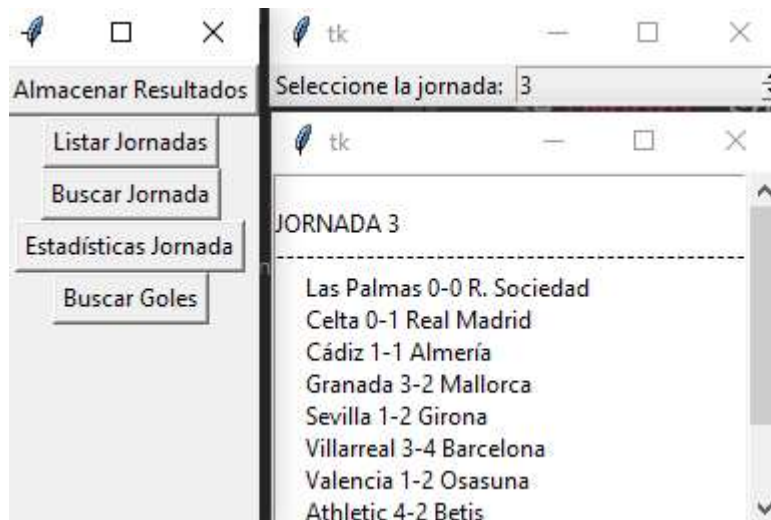 Almacenar Resultados
Listar Jornadas
Buscar Jornada
Estadísticas Jornada
Buscar Goles
tk
Seleccione la jornada: 3
tk
JORNADA 3
--------------------------------------------------------
Las Palmas 0-0 R. Sociedad
Celta 0-1 Real Madrid
Cádiz 1-1 Almería
Granada 3-2 Mallorca
Sevilla 1-2 Girona
Villarreal 3-4 Barcelona
Valencia 1-2 Osasuna
Athletic 4-2 Betis